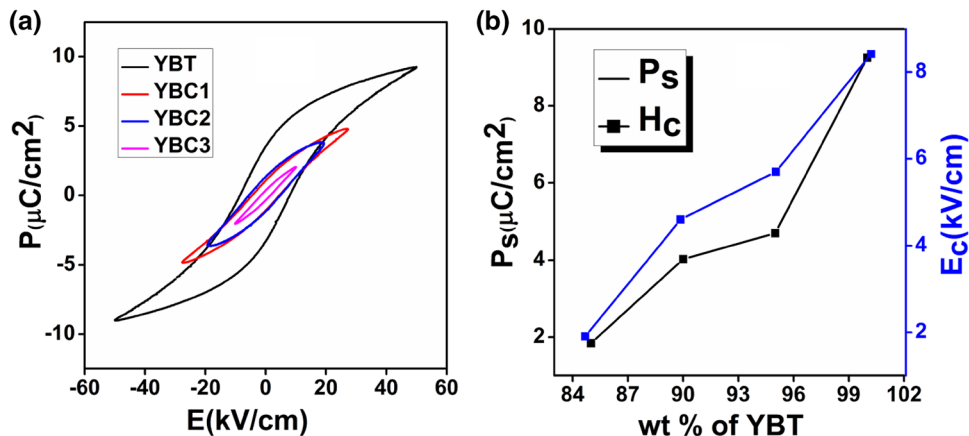 (a)
10
5
0
-5
-10
P(μC/cm2)
YBT
YBC1
YBC2
YBC3
-60 -40 -20 0 20 40 60
E(kV/cm)
(b)
10
8
6
4
2
Ps(μC/cm2)
Ps
Hc
8
6
4
2
Ec(kV/cm)
84 87 90 93 96 99 102
wt % of YBT